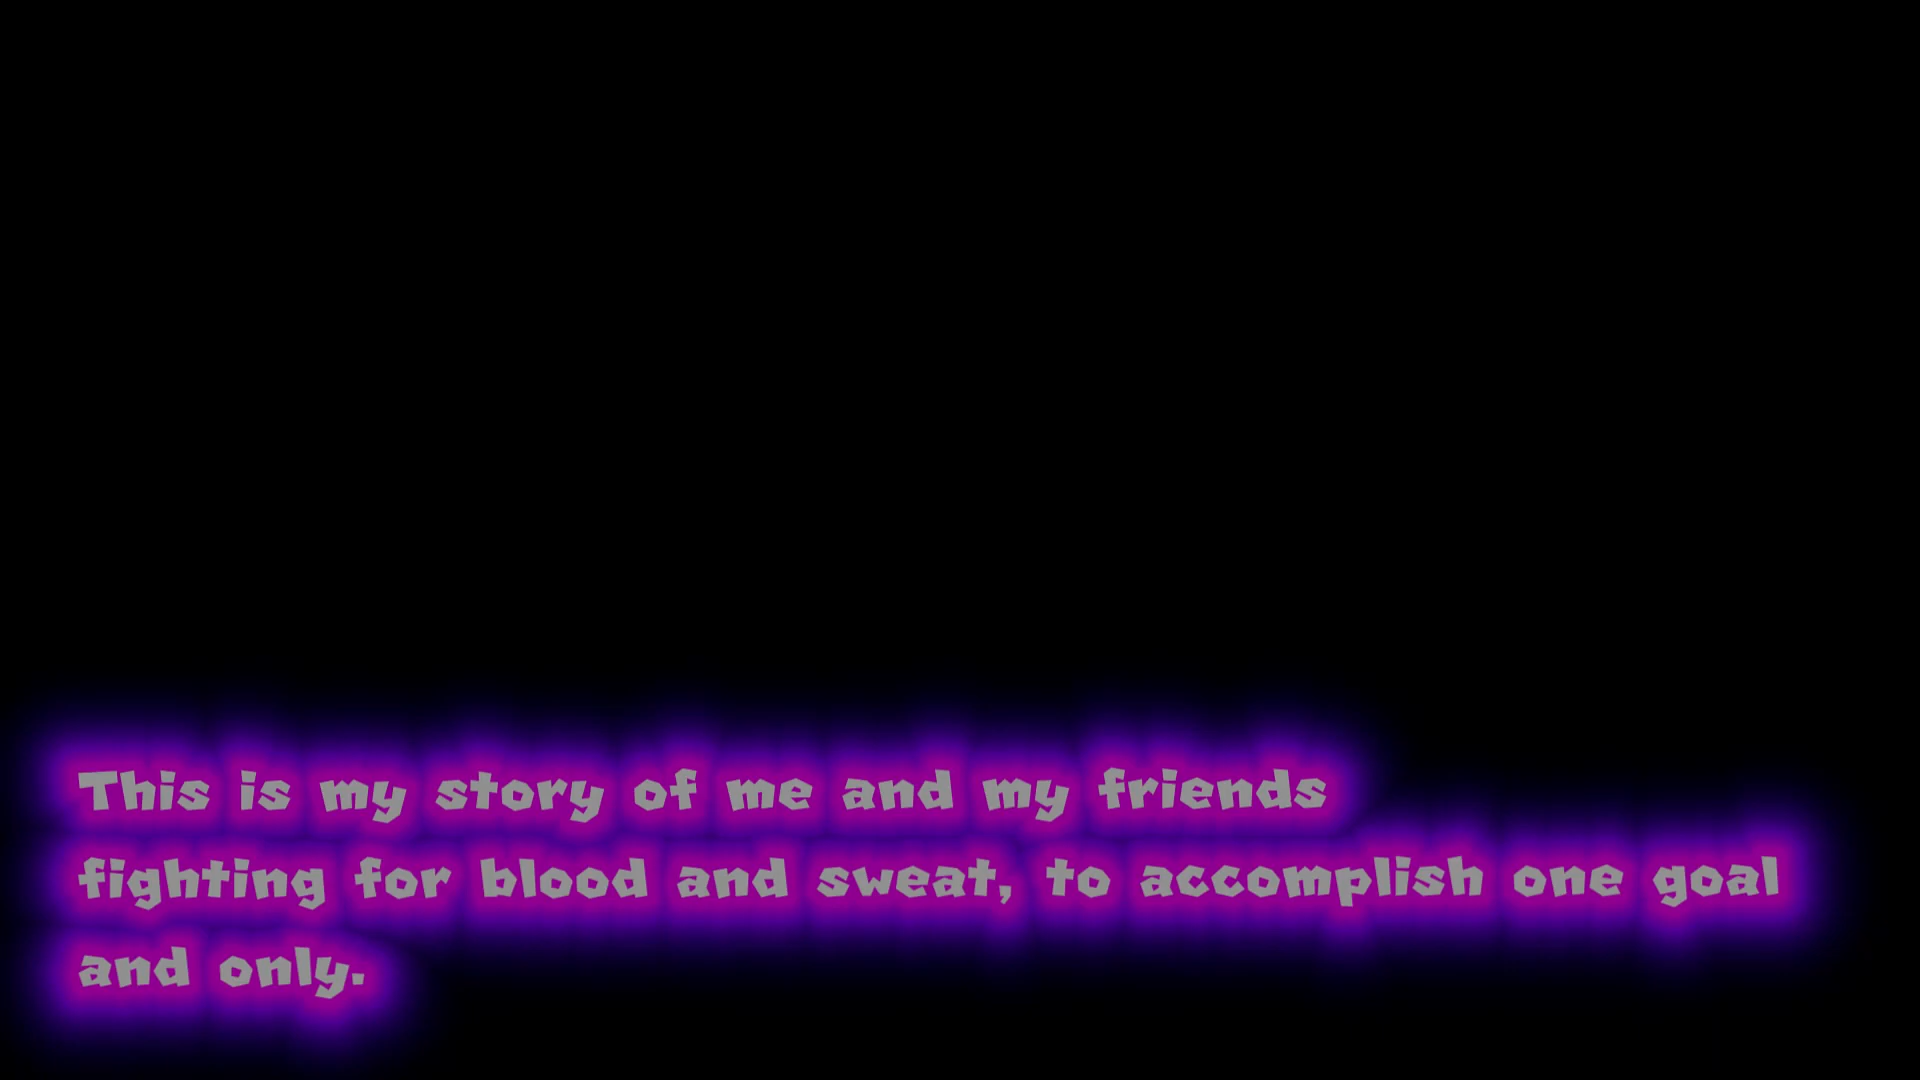 This is my story of me and my friends
fighting for blood and sweat, to accomplish one goal
and only.